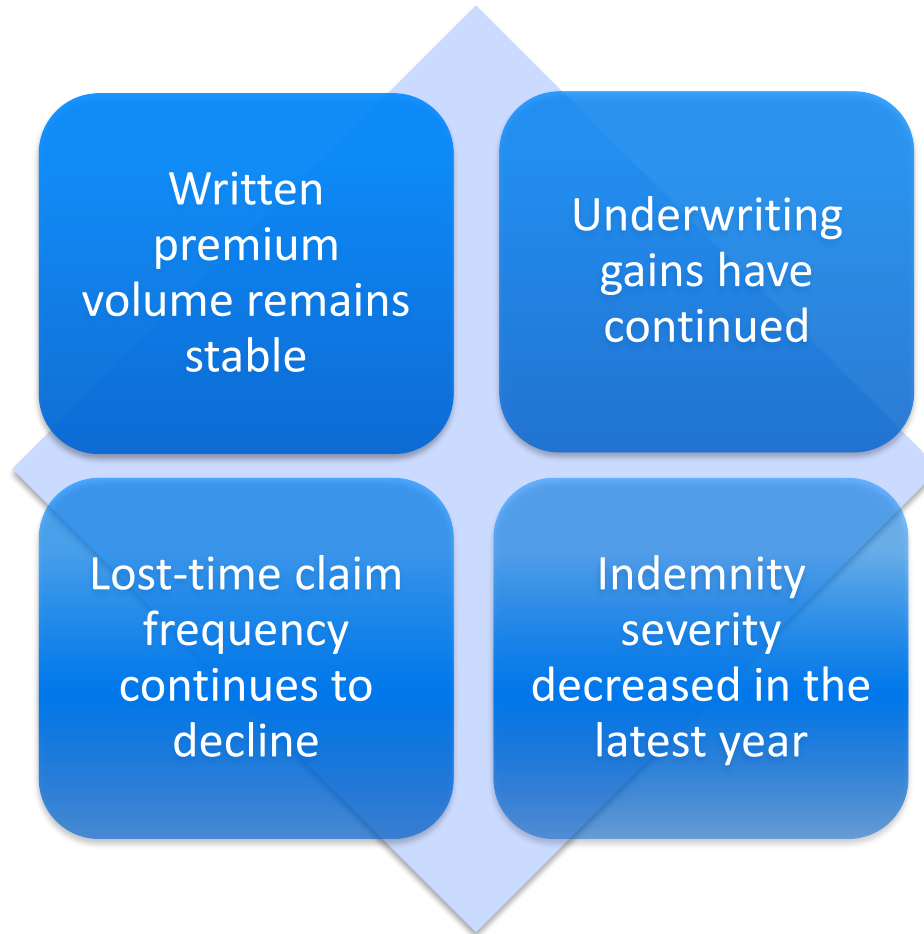 Written
premium
volume remains
stable
Underwriting
gains have
continued
Lost-time claim
frequency
continues to
decline
Indemnity
severity
decreased in the
latest year